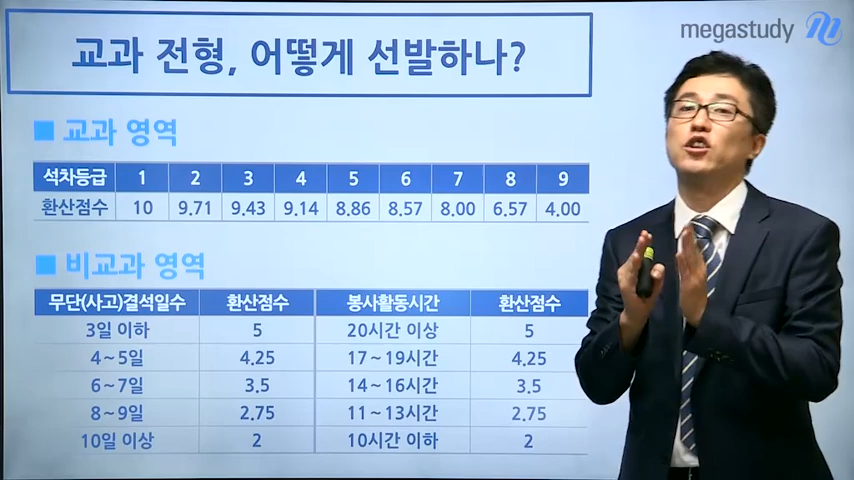 교과 전형, 어떻게 선발하나?
megastudy
■ 교과 영역
석차등급 1 2 3 4 5 6 7 8 9
환산점수 10 9.71 9.43 9.14 8.86 8.57 8.00 6.57 4.00
■ 비교과 영역
무단(사고)결석일수 환산점수 봉사활동시간 환산점수
3일 이하 5 20시간 이상 5
4~5일 4.25 17~19시간 4.25
6~7일 3.5 14~16시간 3.5
8~9일 2.75 11~13시간 2.75
10일 이상 2 10시간 이하 2